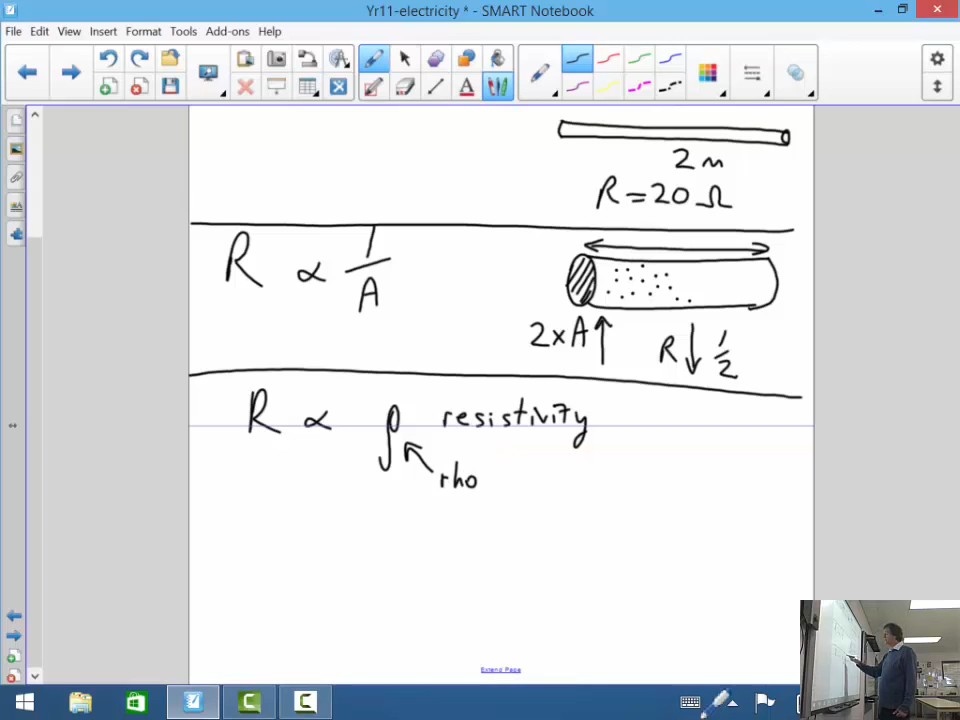 Yr11-electricity * - SMART Notebook
File Edit View Insert Format Tools Add-ons Help
2 m
R = 20 Ω
R ∝ 1/A
2 x A ↑ R ↓ 1/2
R ∝ ρ resistivity
rho
Extend Page